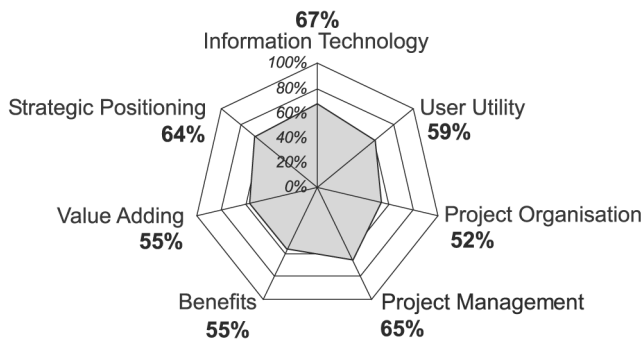 67%
Information Technology
100%
80%
60%
40%
20%
0%
User Utility
59%
Project Organisation
52%
Project Management
65%
Benefits
55%
Value Adding
55%
Strategic Positioning
64%